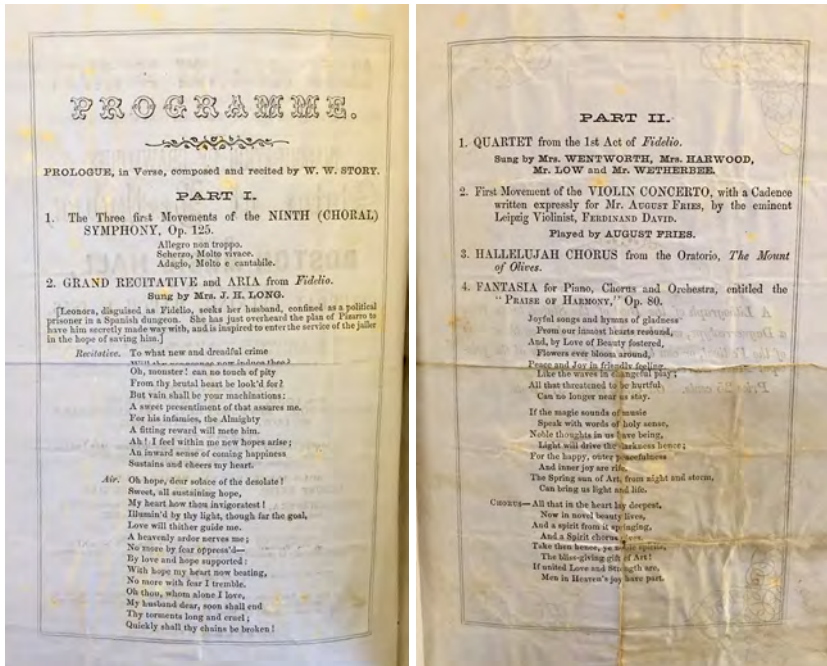 PROGRAMME.
PROLOGUE, in Verse, composed and recited by W. W. STORY.
PART I.
1. The Three first Movements of the NINTH (CHORAL)
SYMPHONY, Op. 125.
Allegro non troppo.
Scherzo, Molto vivace.
Adagio, Molto e cantabile.
2. GRAND RECITATIVE and ARIA from Fidelio.
Sung by Mrs. J. H. LONG.
[Leonora, disguised as Fidelio, seeks her husband, confined as a political
prisoner in a Spanish dungeon. She has just overheard the plan of Pizarro to
have him secretly made way with, and is inspired to enter the service of the jailer
in the hope of saving him.]
Recitative. To what new and dreadful crime
Oh, monster! can no touch of pity
From thy brutal heart be look'd for?
But vain shall be your machinations:
A sweet presentiment of that assures me.
For his infamies, the Almighty
A fitting reward will mete him.
Ah! I feel within me new hopes arise;
An inward sense of coming happiness
Sustains and cheers my heart.
Air. Oh hope, dear solace of the desolate!
Sweet, all sustaining hope,
My heart how thou invigoratest!
Illumin'd by thy light, though far the goal,
Love will thither guide me.
A heavenly ardor nerves me;
No more by fear oppress'd—
By love and hope supported:
With hope my heart now beating,
No more with fear I tremble.
Oh thou, whom alone I love,
My husband dear, soon shall end
Thy torments long and cruel;
Quickly shall thy chains be broken!
PART II.
1. QUARTET from the 1st Act of Fidelio.
Sung by Mrs. WENTWORTH, Mrs. HARWOOD,
Mr. LOW and Mr. WETHERBEE.
2. First Movement of the VIOLIN CONCERTO, with a Cadence
written expressly for Mr. AUGUST FRIES, by the eminent
Leipzig Violinist, FERDINAND DAVID.
Played by AUGUST FRIES.
3. HALLELUJAH CHORUS from the Oratorio, The Mount
of Olives.
4. FANTASIA for Piano, Chorus and Orchestra, entitled the
"PRAISE OF HARMONY," Op. 80.
Joyful songs and hymns of gladness
From our inmost hearts resound,
And, by Love of Beauty fostered,
Flowers ever bloom around,
Peace and Joy in friendly feeling
Like the waves in changeful play;
All that threatened to be hurtful
Can no longer near us stay.
If the magic sounds of music
Speak with words of holy sense,
Noble thoughts in us have being,
Light will drive the darkness hence;
For the happy, outer peacefulness
And inner joy are rife.
The Spring sun of Art, from night and storm,
Can bring us light and life.
CHORUS—All that in the heart lay deepest,
Now in novel beauty lives,
And a spirit from it springing,
And a Spirit chorus
Take then hence, ye
The bliss-giving gift of Art!
If united Love and Strength are,
Men in Heaven's joy have part.